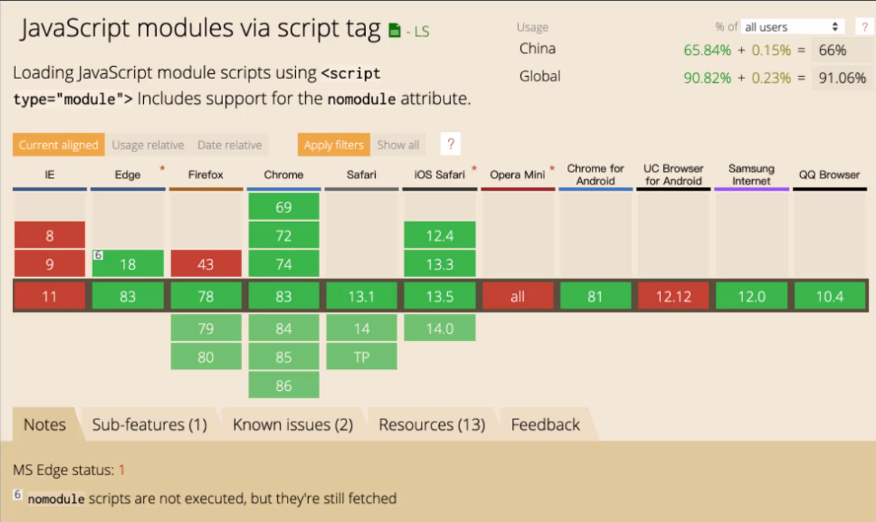 JavaScript modules via script tag - LS
Usage % of all users ?
China 65.84% + 0.15% = 66%
Global 90.82% + 0.23% = 91.06%
Loading JavaScript module scripts using <script
type="module"> Includes support for the nomodule attribute.
Current aligned Usage relative Date relative Apply filters Show all ?
IE Edge * Firefox Chrome Safari iOS Safari * Opera Mini * Chrome for Android UC Browser for Android Samsung Internet QQ Browser
69
8 72 12.4
9 6 18 43 74 13.3
11 83 78 83 13.1 13.5 all 81 12.12 12.0 10.4
79 84 14 14.0
80 85 TP
86
Notes Sub-features (1) Known issues (2) Resources (13) Feedback
MS Edge status: 1
6 nomodule scripts are not executed, but they're still fetched